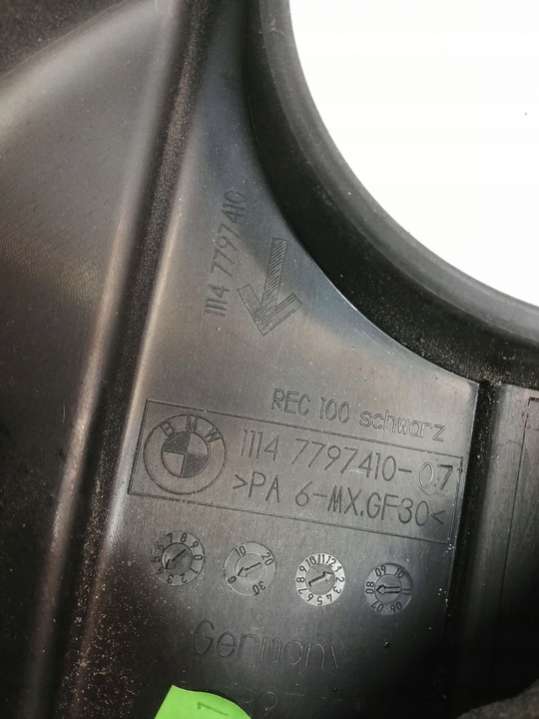 1114 7797410
REC 100 schwarz
BMW
1114 7797410-07
>PA 6-MX.GF30<
Germany